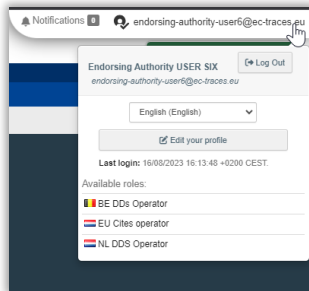 Notifications 9 endorsing-authority-user6@ec-traces.eu
Endorsing Authority USER SIX
Log Out
endorsing-authority-user6@ec-traces.eu
English (English)
Edit your profile
Last login: 16/08/2023 16:13:48 +0200 CEST.
Available roles:
BE DDs Operator
EU Cites operator
NL DDS Operator